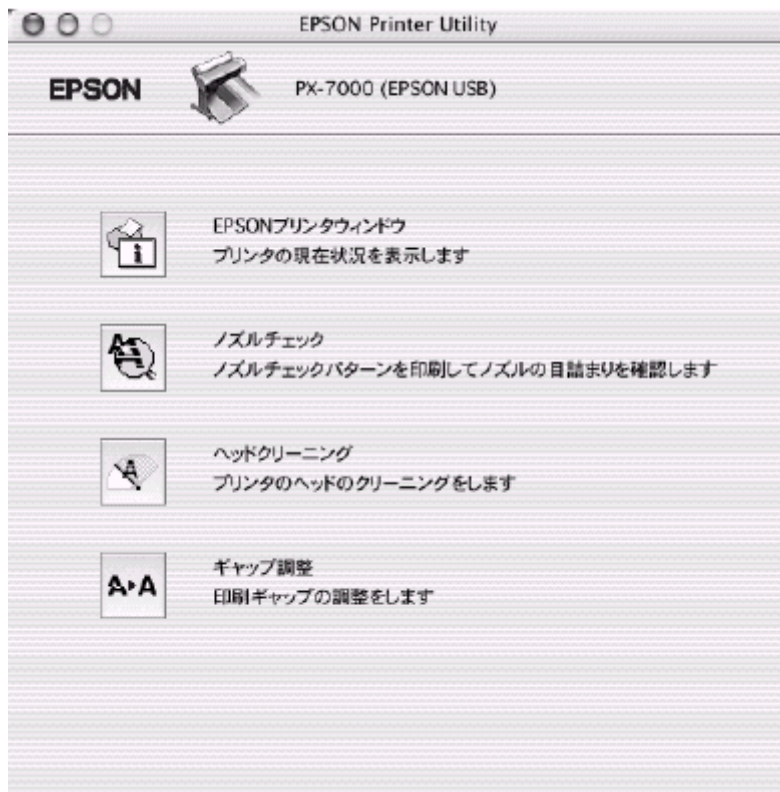 EPSON Printer Utility
EPSON
PX-7000 (EPSON USB)
EPSONプリンタウィンドウ
プリンタの現在状況を表示します
ノズルチェック
ノズルチェックパターンを印刷してノズルの目詰まりを確認します
ヘッドクリーニング
プリンタのヘッドのクリーニングをします
ギャップ調整
A▸A
印刷ギャップの調整をします